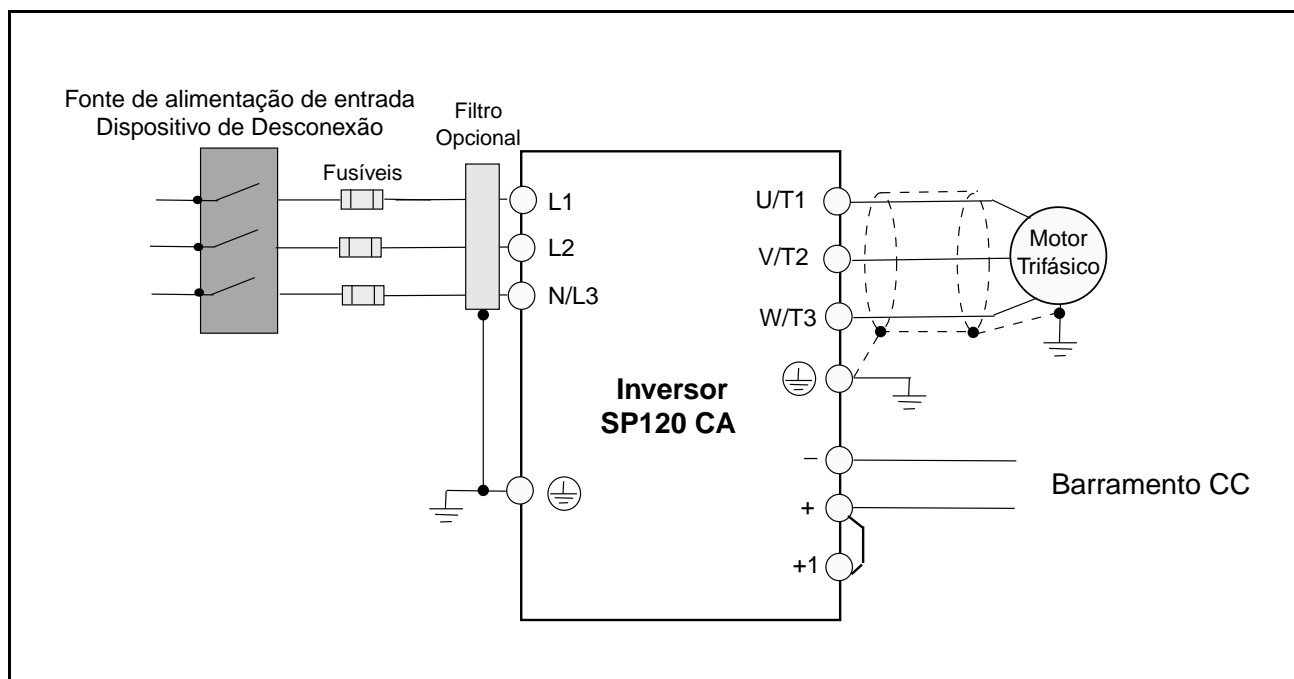 Fonte de alimentação de entrada
Dispositivo de Desconexão
Filtro
Opcional
Fusíveis
L1
L2
N/L3
U/T1
V/T2
W/T3
Motor
Trifásico
Inversor
SP120 CA
–
+
+1
Barramento CC